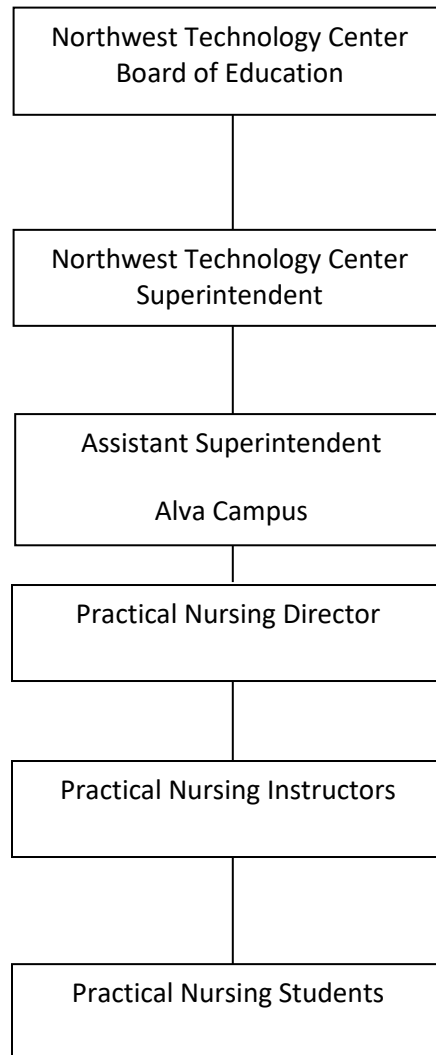 Northwest Technology Center
Board of Education
Northwest Technology Center
Superintendent
Assistant Superintendent
Alva Campus
Practical Nursing Director
Practical Nursing Instructors
Practical Nursing Students